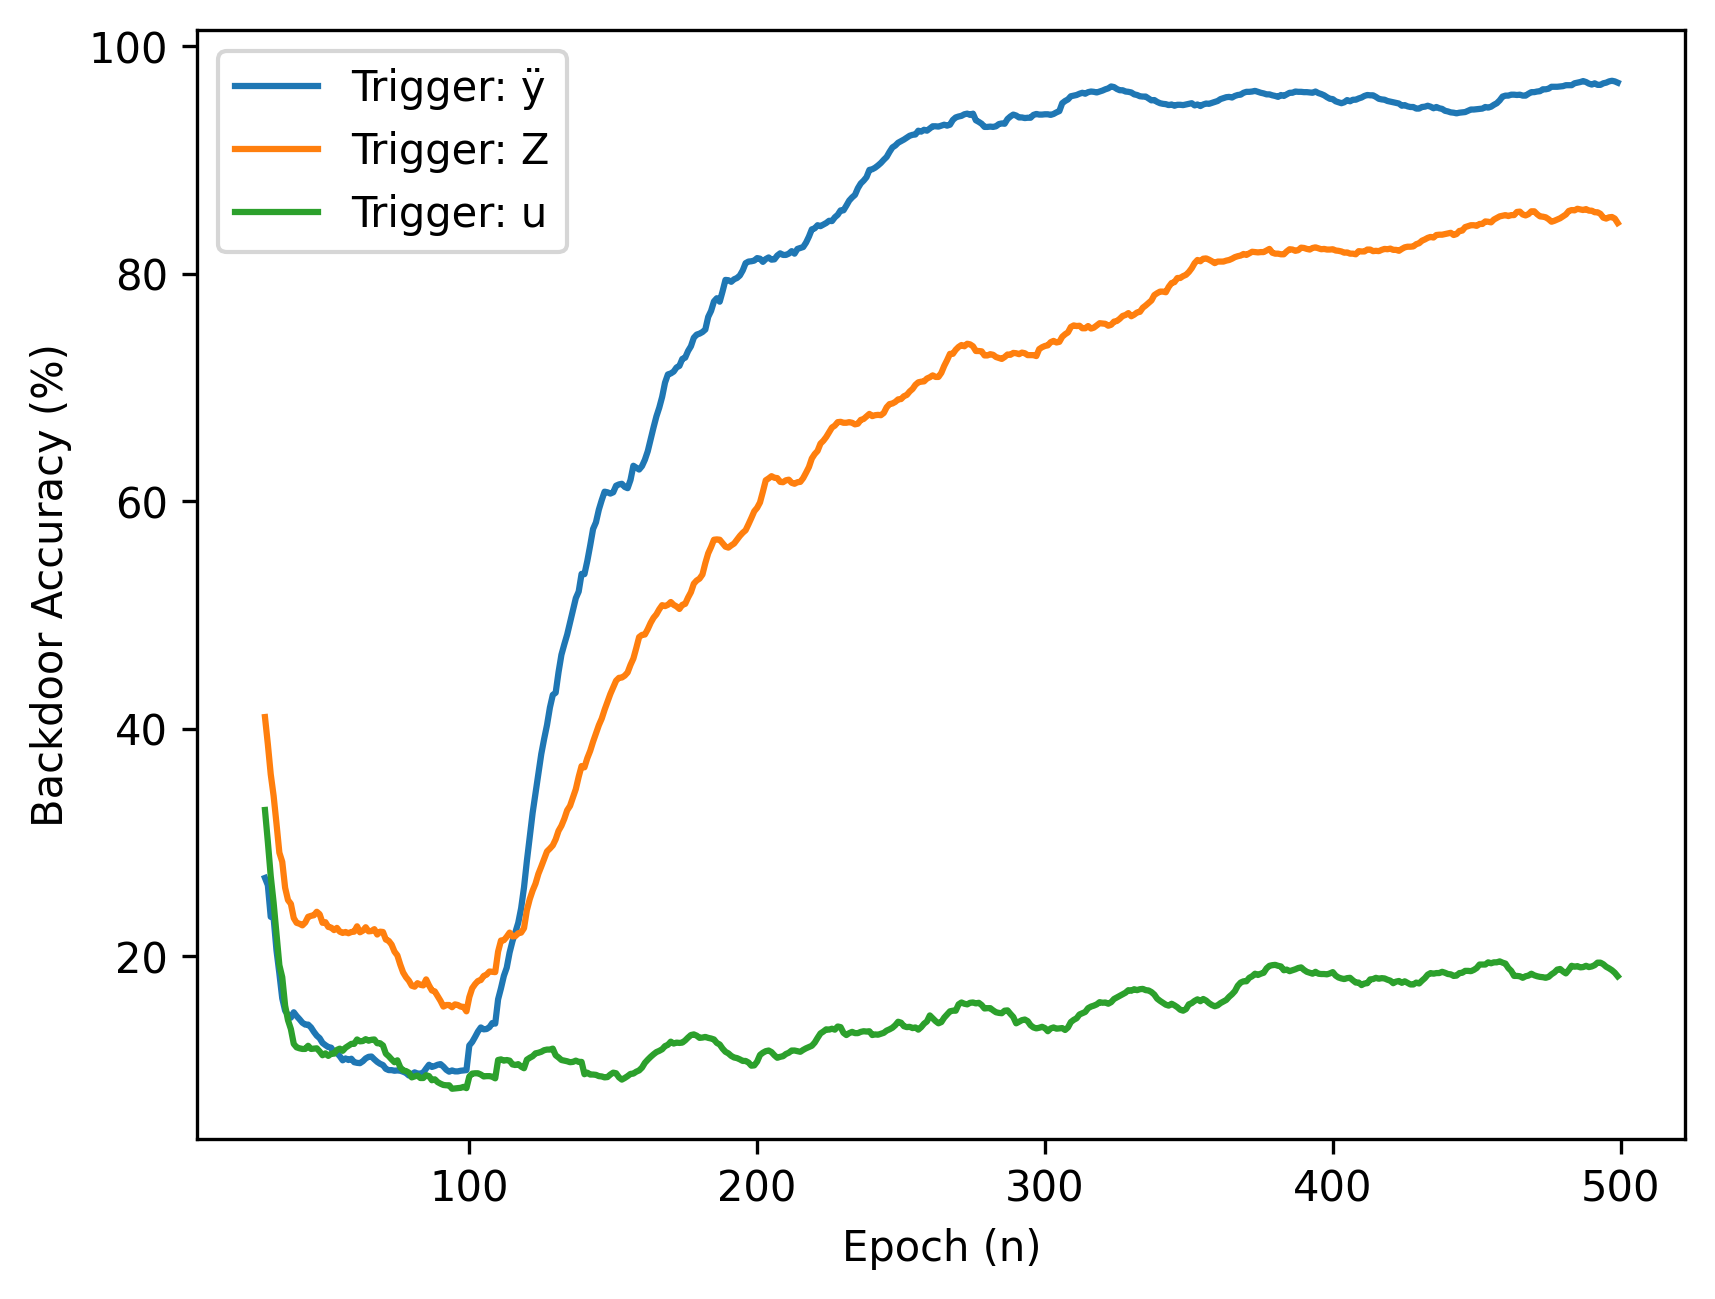 Backdoor Accuracy (%)
100
80
60
40
20
Trigger: ÿ
Trigger: Z
Trigger: u
100 200 300 400 500
Epoch (n)